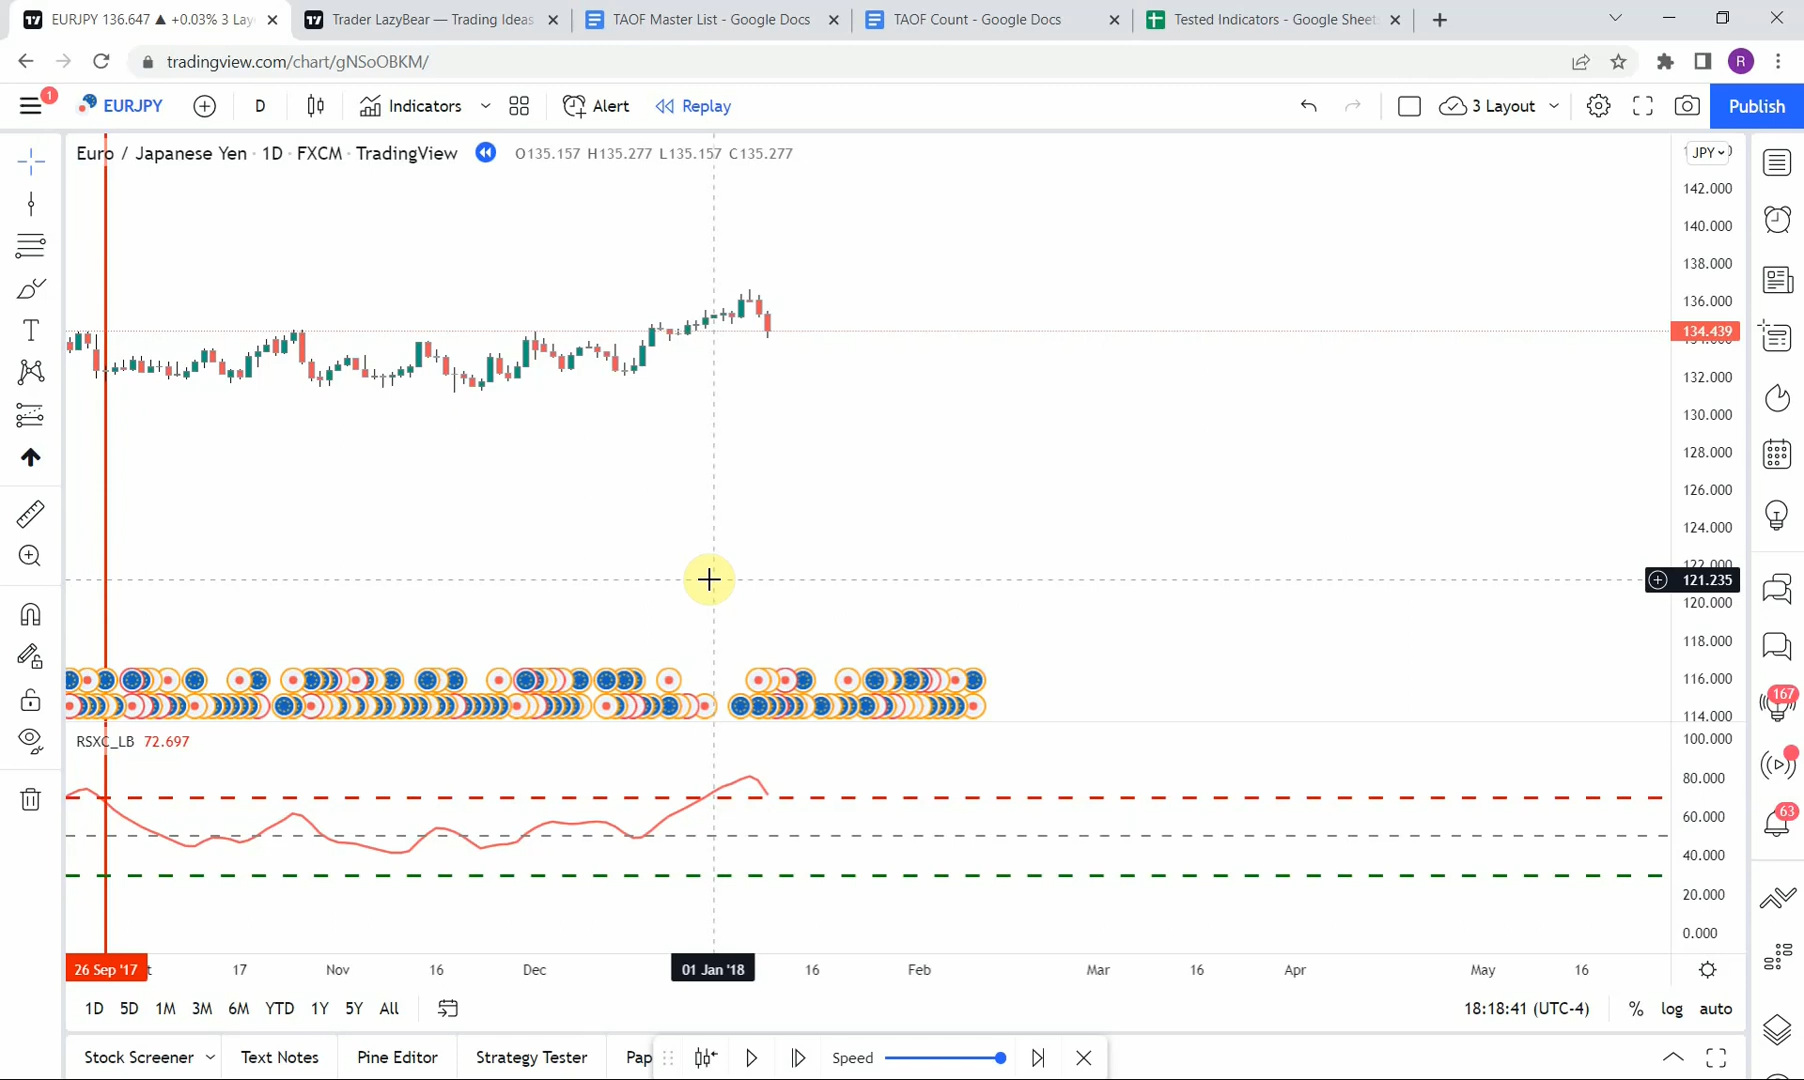 EURJPY 136.647 ▲ +0.03% 3 Lay
Trader LazyBear — Trading Ideas
TAOF Master List - Google Docs
TAOF Count - Google Docs
Tested Indicators - Google Sheets
tradingview.com/chart/gNSoOBKM/
R
1
EURJPY
D
Indicators
Alert
Replay
3 Layout
Publish
Euro / Japanese Yen · 1D · FXCM · TradingView
O135.157 H135.277 L135.157 C135.277
JPY
142.000
140.000
138.000
136.000
134.439
132.000
130.000
128.000
126.000
124.000
122.000
121.235
120.000
118.000
116.000
114.000
RSXC_LB 72.697
100.000
80.000
60.000
40.000
20.000
0.000
167
63
26 Sep '17
17
Nov
16
Dec
01 Jan '18
16
Feb
Mar
16
Apr
May
16
1D 5D 1M 3M 6M YTD 1Y 5Y All
18:18:41 (UTC-4)
% log auto
Stock Screener
Text Notes
Pine Editor
Strategy Tester
Pap
Speed